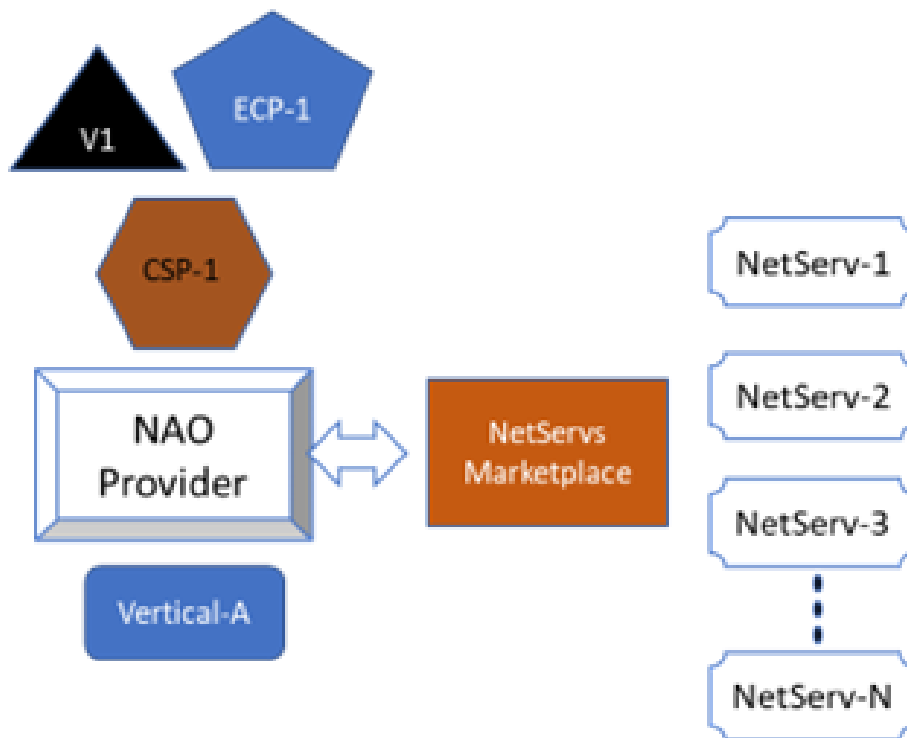 V1
ECP-1
CSP-1
NAO
Provider
Vertical-A
NetServs
Marketplace
NetServ-1
NetServ-2
NetServ-3
NetServ-N